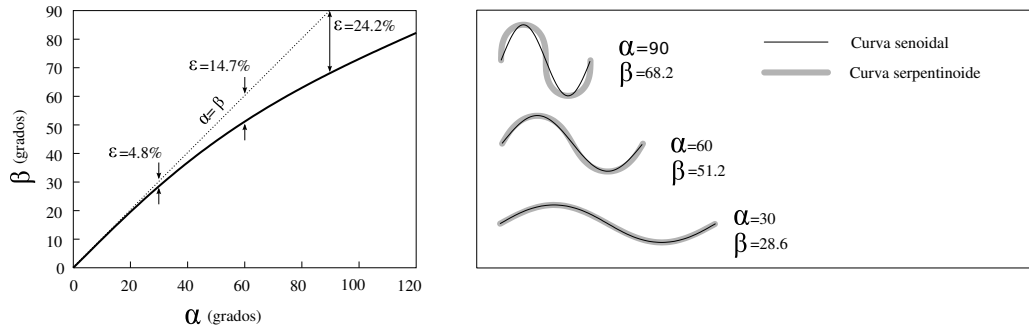 90
80
70
60
50
40
30
20
10
0
0
20
40
60
80
100
120
β (grados)
α (grados)
ε=24.2%
ε=14.7%
ε=4.8%
α=β
α=90
β=68.2
α=60
β=51.2
α=30
β=28.6
Curva senoidal
Curva serpentinoide